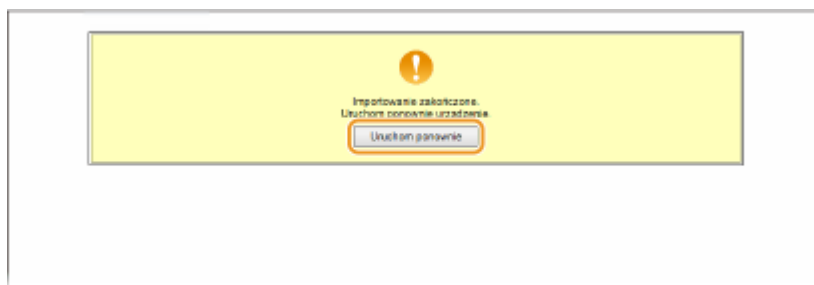 Importowanie zakończone.
Uruchom ponownie urządzenie.
Uruchom ponownie